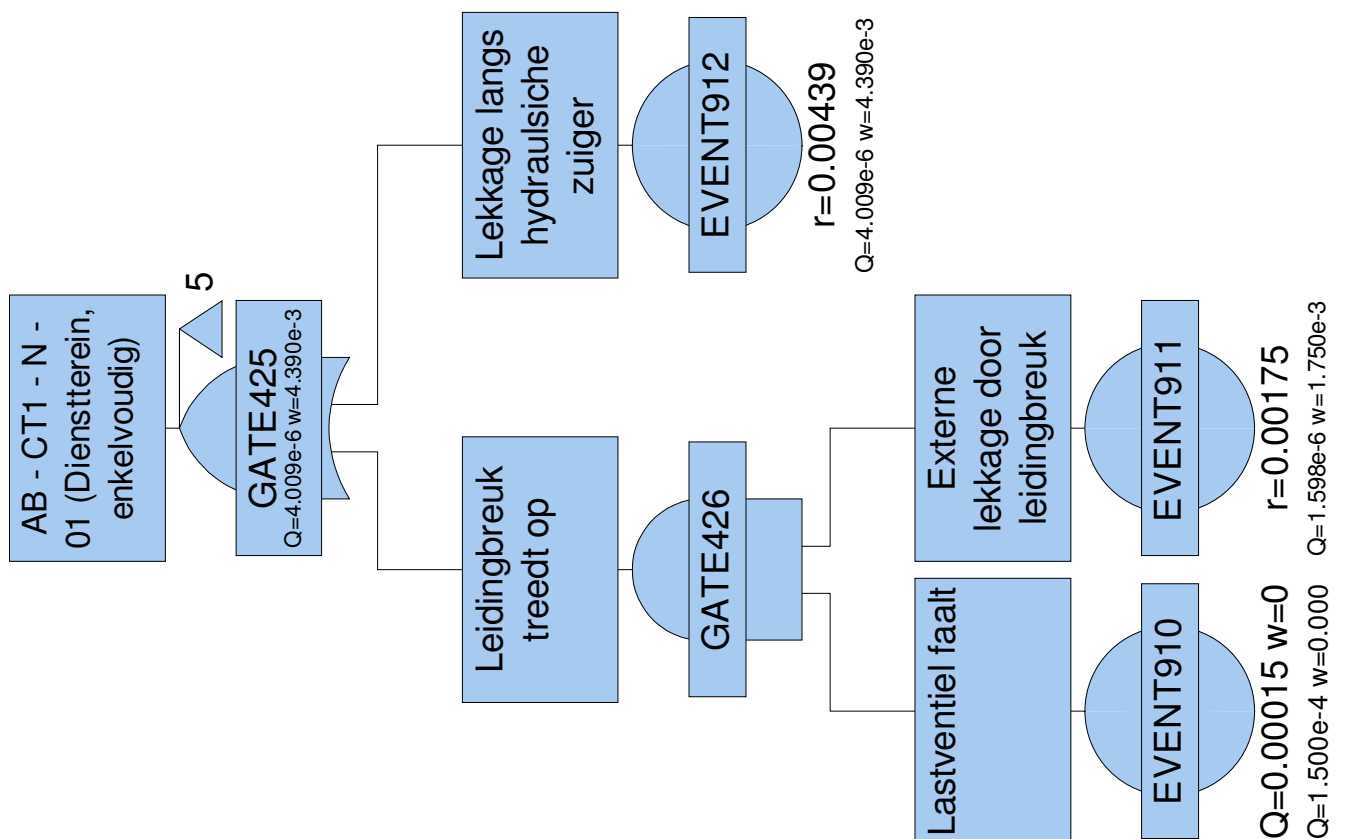 AB - CT1 - N -
01 (Dienstterein,
enkelvoudig)
5
GATE425
Q=4.009e-6 w=4.390e-3
Leidingbreuk
treedt op
GATE426
Lekkage langs
hydraulsiche
zuiger
EVENT912
r=0.00439
Q=4.009e-6 w=4.390e-3
Lastventiel faalt
EVENT910
Q=0.00015 w=0
Q=1.500e-4 w=0.000
Externe
lekkage door
leidingbreuk
EVENT911
r=0.00175
Q=1.598e-6 w=1.750e-3